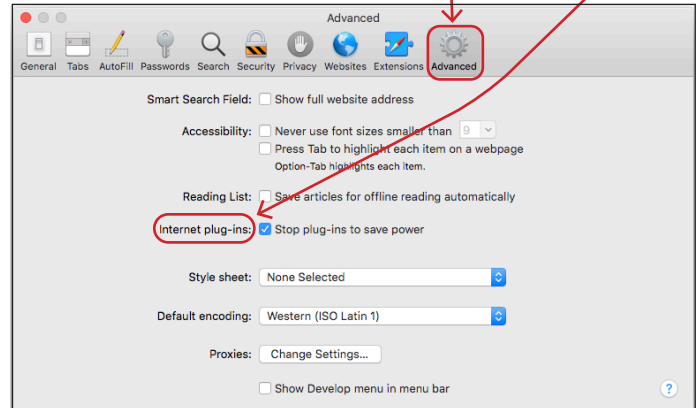 Advanced
General Tabs AutoFill Passwords Search Security Privacy Websites Extensions Advanced
Smart Search Field: Show full website address
Accessibility: Never use font sizes smaller than 9
Press Tab to highlight each item on a webpage
Option-Tab highlights each item.
Reading List: Save articles for offline reading automatically
Internet plug-ins: Stop plug-ins to save power
Style sheet: None Selected
Default encoding: Western (ISO Latin 1)
Proxies: Change Settings...
Show Develop menu in menu bar
?